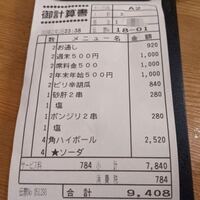 御計算書
A2
23:38
18-01
数 メニュー名 金額
2 お通し 920
2 週末500円 1,000
2 席料金500 1,000
2 年末年始500円 1,000
2 ピリ辛胡瓜 840
1 砂肝2串 280
1 塩
1 ボンジリ2串 280
1 塩
4 角ハイボール 2,520
4 ★ソーダ
サービス料 784 小計 7,840
消費税 784
合計 9,408